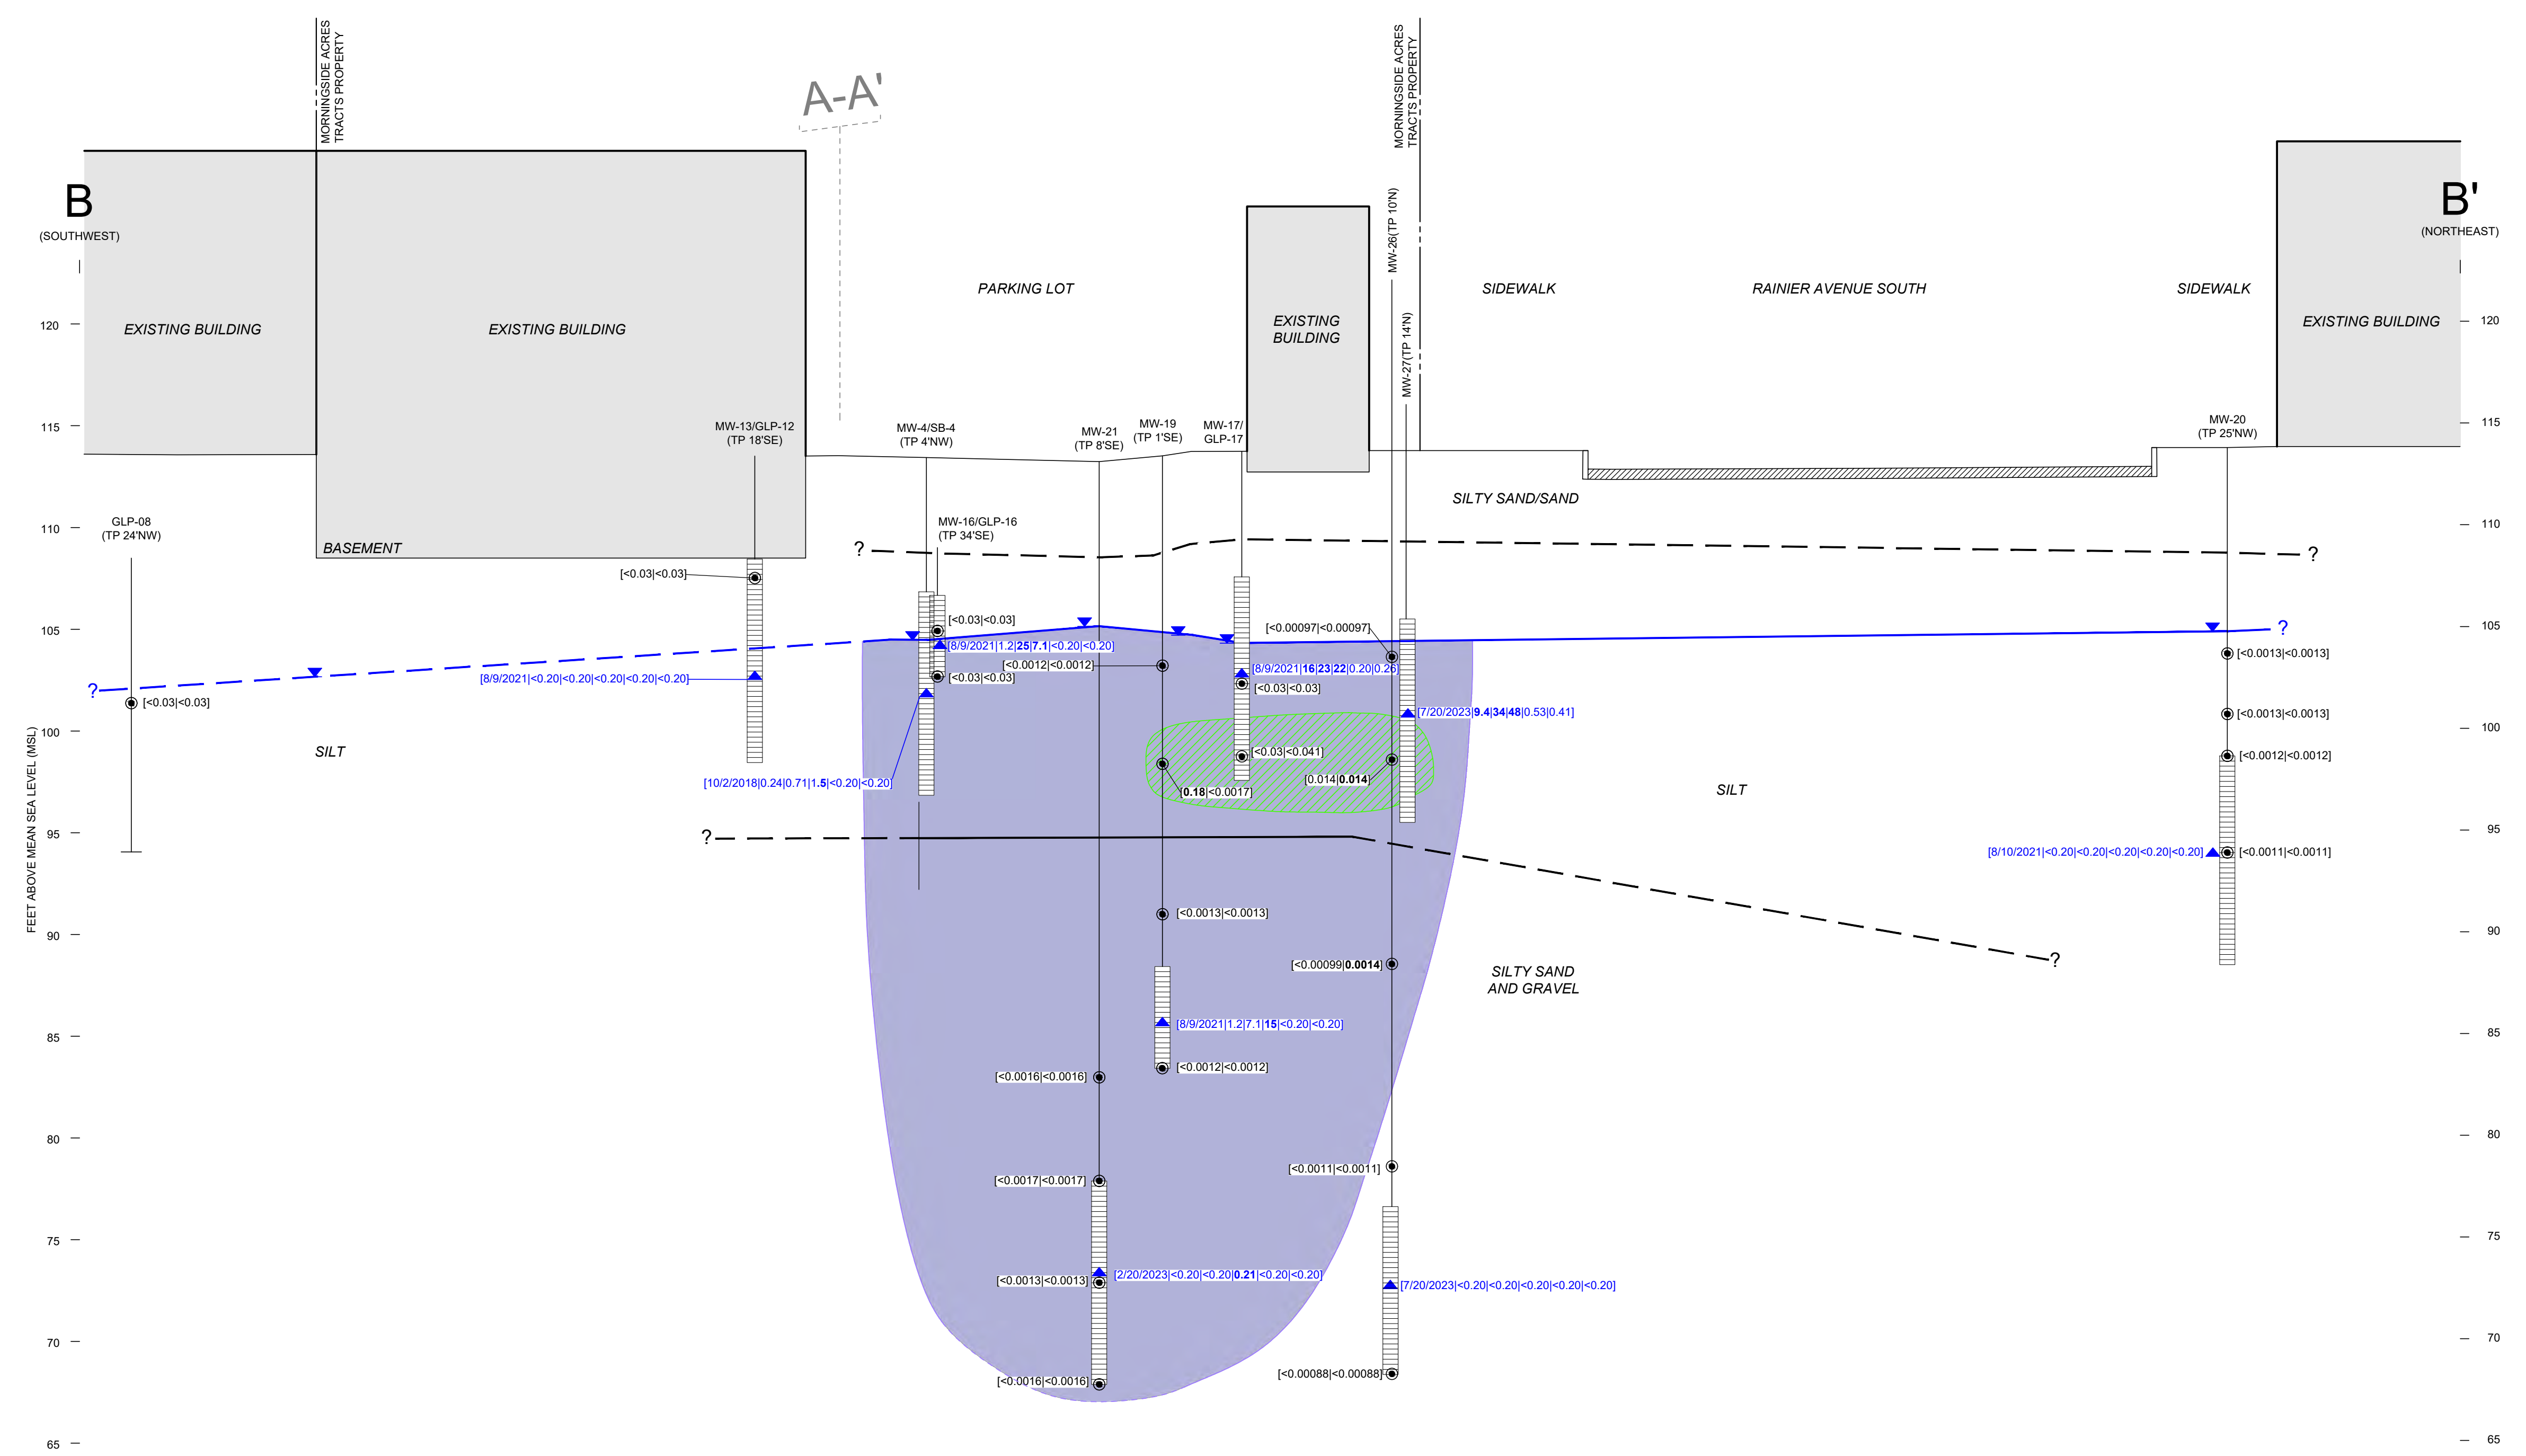 MORNINGSIDE ACRES
TRACTS PROPERTY
MORNINGSIDE ACRES
TRACTS PROPERTY
A-A'
B
(SOUTHWEST)
B'
(NORTHEAST)
MW-26(TP 10'N)
MW-27(TP 14'N)
PARKING LOT
SIDEWALK
RAINIER AVENUE SOUTH
SIDEWALK
EXISTING BUILDING
EXISTING BUILDING
EXISTING
BUILDING
EXISTING BUILDING
120
115
110
105
100
95
90
85
80
75
70
65
FEET ABOVE MEAN SEA LEVEL (MSL)
120
115
110
105
100
95
90
85
80
75
70
65
MW-13/GLP-12
(TP 18'SE)
MW-4/SB-4
(TP 4'NW)
MW-21
(TP 8'SE)
MW-19
(TP 1'SE)
MW-17/
GLP-17
MW-20
(TP 25'NW)
GLP-08
(TP 24'NW)
MW-16/GLP-16
(TP 34'SE)
BASEMENT
SILTY SAND/SAND
?
?
[<0.03|<0.03]
[<0.03|<0.03]
[8/9/2021|1.2|25|7.1|<0.20|<0.20]
[<0.0012|<0.0012]
[<0.03|<0.03]
[<0.00097|<0.00097]
[8/9/2021|16|23|22|0.20|0.26]
[<0.03|<0.03]
?
?
[8/9/2021|<0.20|<0.20|<0.20|<0.20|<0.20]
[<0.03|<0.03]
[7/20/2023|9.4|34|48|0.53|0.41]
[<0.0013|<0.0013]
[<0.0013|<0.0013]
[<0.0012|<0.0012]
SILT
[<0.03|<0.041]
[0.014|0.014]
[10/2/2018|0.24|0.71|1.5|<0.20|<0.20]
[0.18|<0.0017]
SILT
?
[8/10/2021|<0.20|<0.20|<0.20|<0.20|<0.20]
[<0.0011|<0.0011]
[<0.0013|<0.0013]
[<0.00099|0.0014]
SILTY SAND
AND GRAVEL
?
[8/9/2021|1.2|7.1|15|<0.20|<0.20]
[<0.0012|<0.0012]
[<0.0016|<0.0016]
[<0.0017|<0.0017]
[<0.0011|<0.0011]
[2/20/2023|<0.20|<0.20|0.21|<0.20|<0.20]
[<0.0013|<0.0013]
[7/20/2023|<0.20|<0.20|<0.20|<0.20|<0.20]
[<0.0016|<0.0016]
[<0.00088|<0.00088]